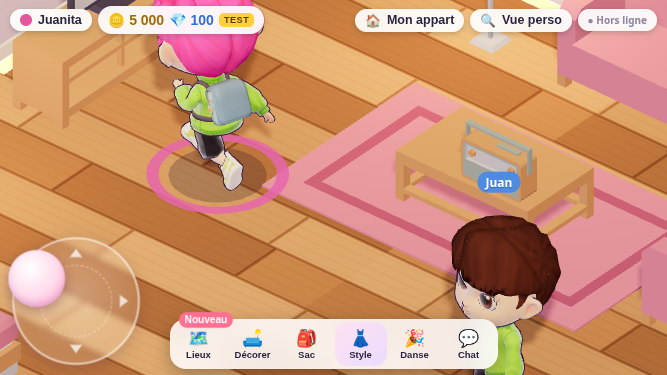 Juanita
5 000 100 TEST
Mon appart
Vue perso
Hors ligne
Juan
Nouveau
Lieux
Décorer
Sac
Style
Danse
Chat